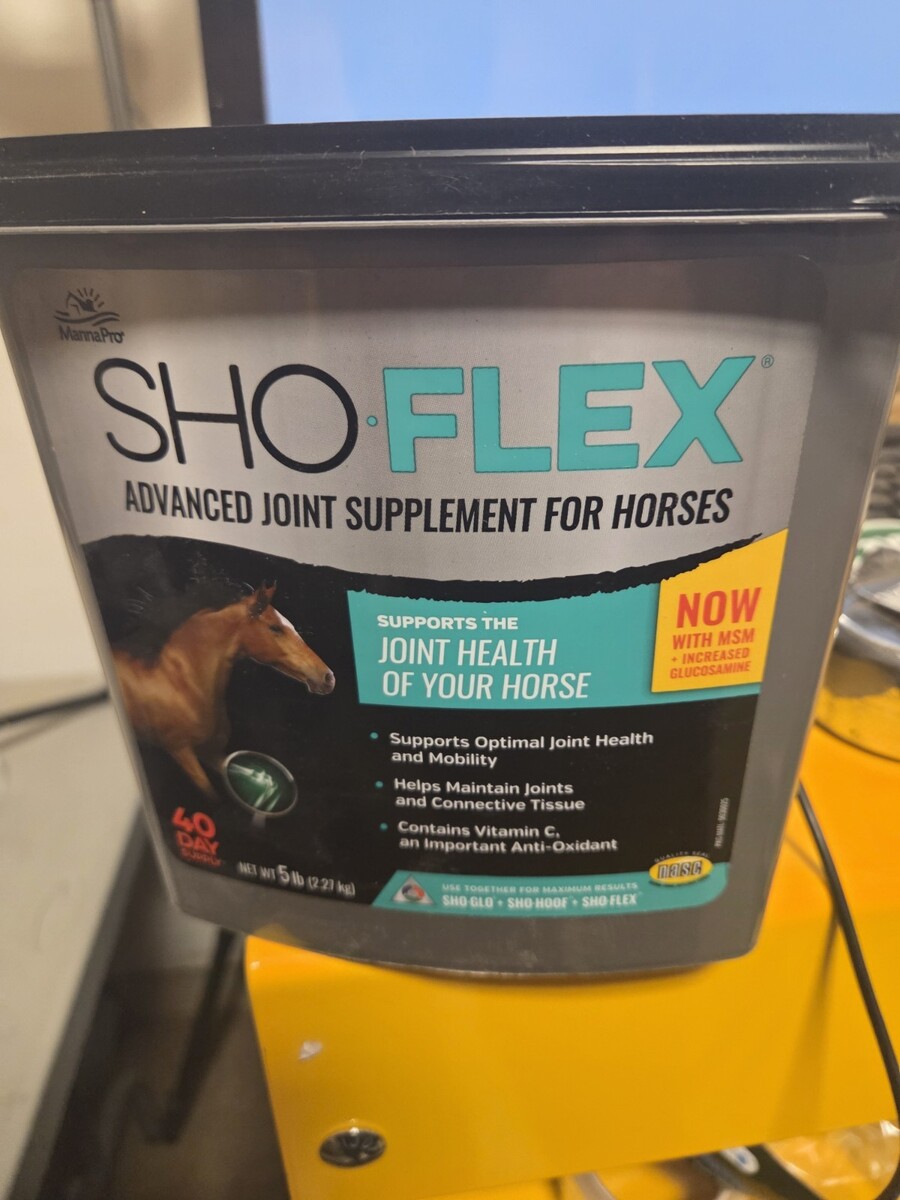 MannaPro®
SHO·FLEX®
ADVANCED JOINT SUPPLEMENT FOR HORSES
SUPPORTS THE
JOINT HEALTH
OF YOUR HORSE
NOW
WITH MSM
+ INCREASED
GLUCOSAMINE
• Supports Optimal Joint Health
and Mobility
• Helps Maintain Joints
and Connective Tissue
• Contains Vitamin C,
an Important Anti-Oxidant
40
DAY
SUPPLY
NET WT 5 lb (2.27 kg)
USE TOGETHER FOR MAXIMUM RESULTS
SHO·GLO® + SHO·HOOF® + SHO·FLEX®
QUALITY SEAL
nasc